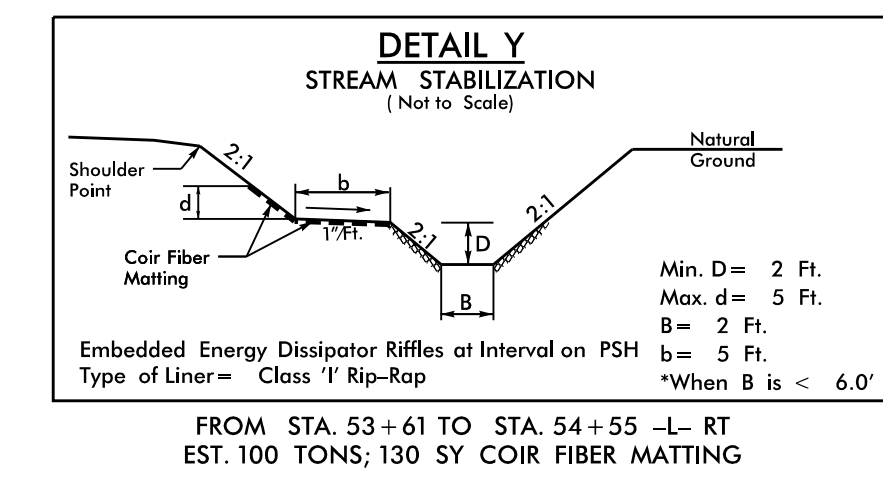 DETAIL Y
STREAM STABILIZATION
( Not to Scale)
Natural
Ground
Shoulder
Point
2:1
d
b
1"/Ft.
2:1
D
2:1
B
Coir Fiber
Matting
Min. D= 2 Ft.
Max. d= 5 Ft.
B= 2 Ft.
b= 5 Ft.
*When B is < 6.0'
Embedded Energy Dissipator Riffles at Interval on PSH
Type of Liner= Class 'I' Rip-Rap
FROM STA. 53+61 TO STA. 54+55 -L- RT
EST. 100 TONS; 130 SY COIR FIBER MATTING